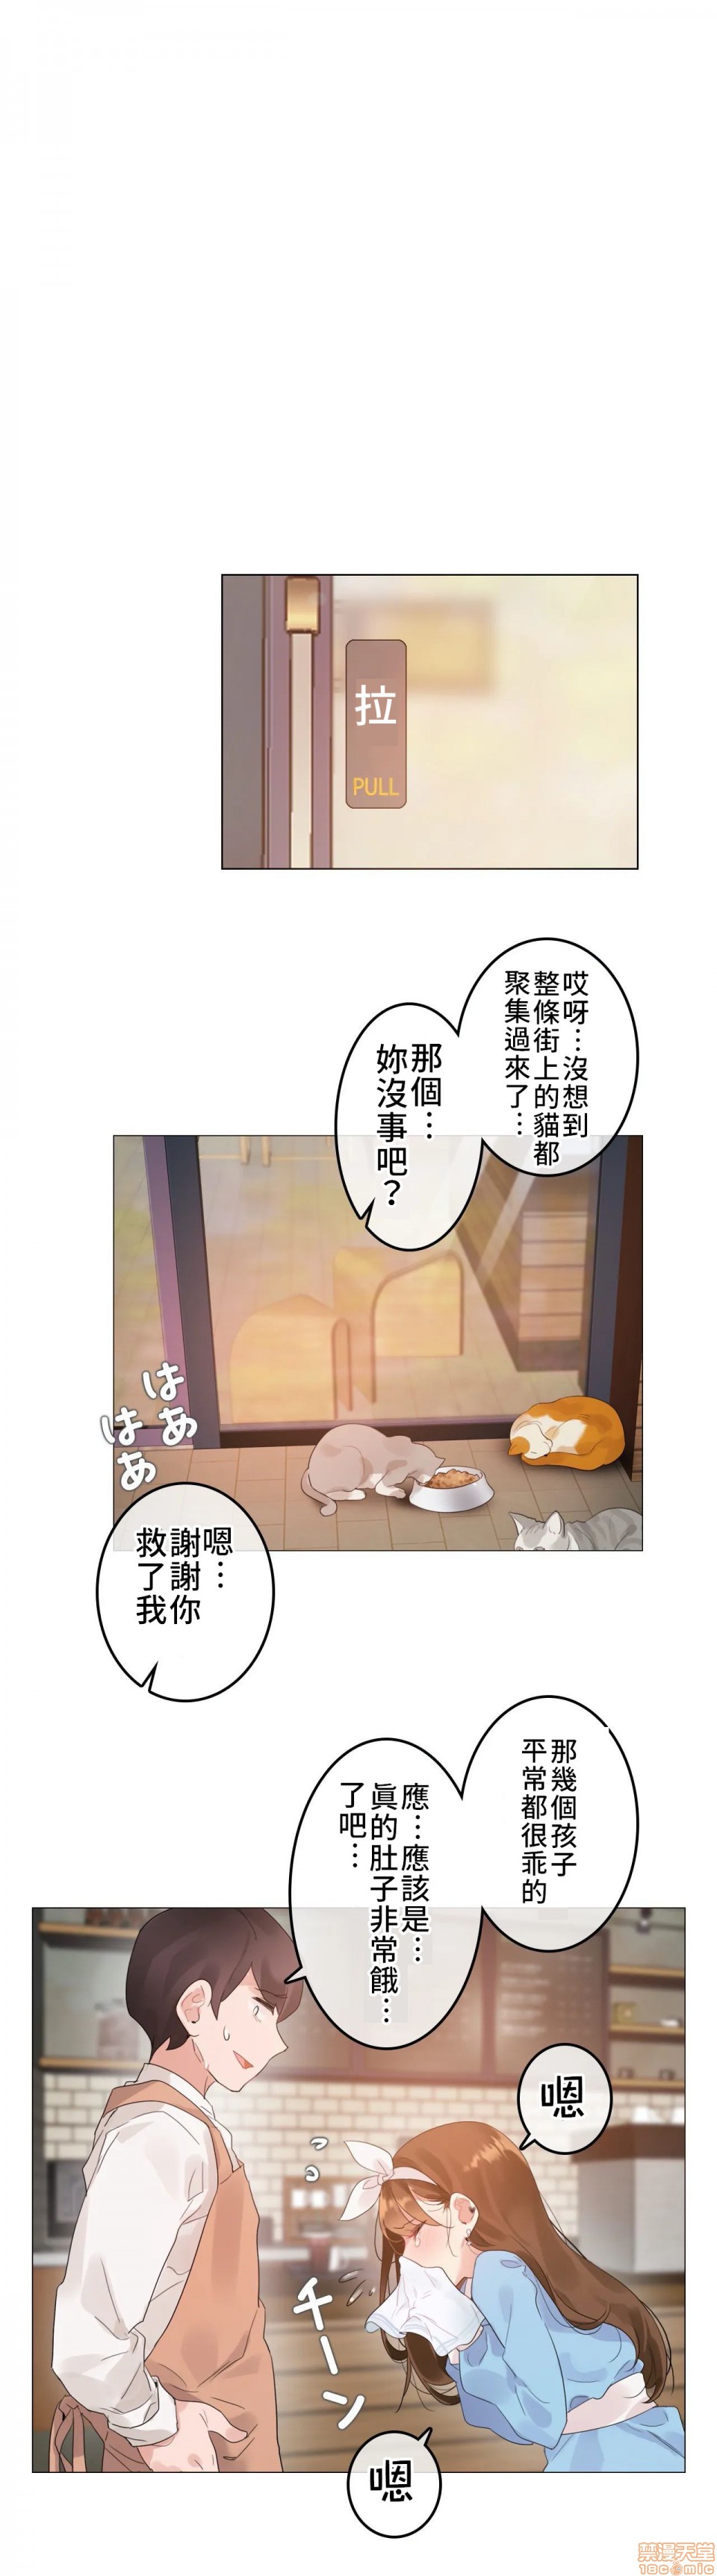 拉
PULL
哎呀…沒想到
整條街上的貓都
聚集過來了…
那個…
妳沒事吧？
はあ
はあ
嗯…
謝謝你
救了我
那幾個孩子
平常都很乖的
應…應該是…
眞的肚子非常餓…
了吧…
嗯
チーン
嗯
禁漫天堂
18comic